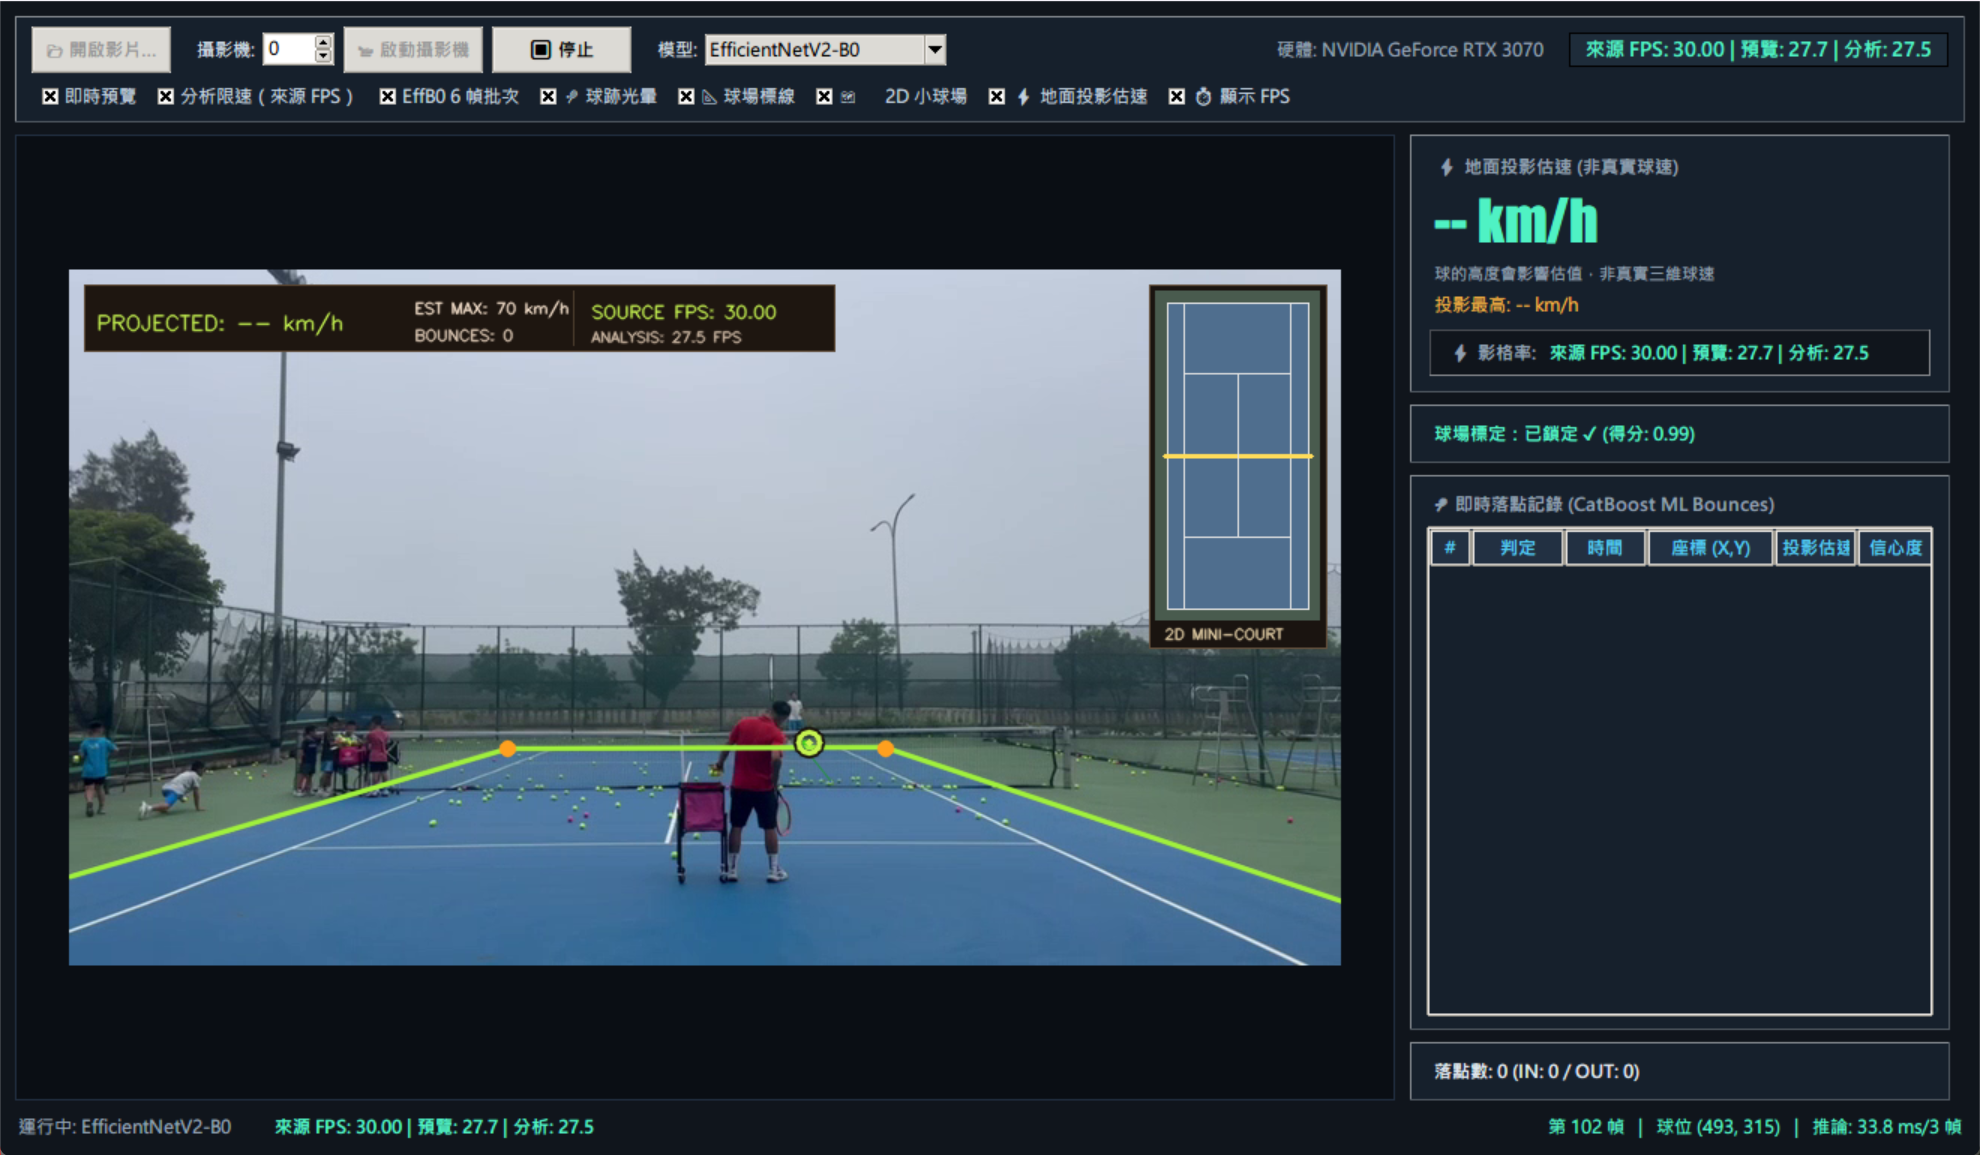 開啟影片... 攝影機: 0 啟動攝影機 停止 模型: EfficientNetV2-B0 硬體: NVIDIA GeForce RTX 3070 來源 FPS: 30.00 | 預覽: 27.7 | 分析: 27.5
即時預覽 分析限速 ( 來源 FPS ) EffB0 6 幀批次 球跡光暈 球場標線 2D 小球場 地面投影估速 顯示 FPS
PROJECTED: -- km/h
EST MAX: 70 km/h
BOUNCES: 0
SOURCE FPS: 30.00
ANALYSIS: 27.5 FPS
2D MINI-COURT
地面投影估速 (非真實球速)
-- km/h
球的高度會影響估值，非真實三維球速
投影最高: -- km/h
影格率: 來源 FPS: 30.00 | 預覽: 27.7 | 分析: 27.5
球場標定：已鎖定 ✓ (得分: 0.99)
即時落點記錄 (CatBoost ML Bounces)
# 判定 時間 座標 (X,Y) 投影估速 信心度
落點數: 0 (IN: 0 / OUT: 0)
運行中: EfficientNetV2-B0 來源 FPS: 30.00 | 預覽: 27.7 | 分析: 27.5 第 102 幀 | 球位 (493, 315) | 推論: 33.8 ms/3 幀